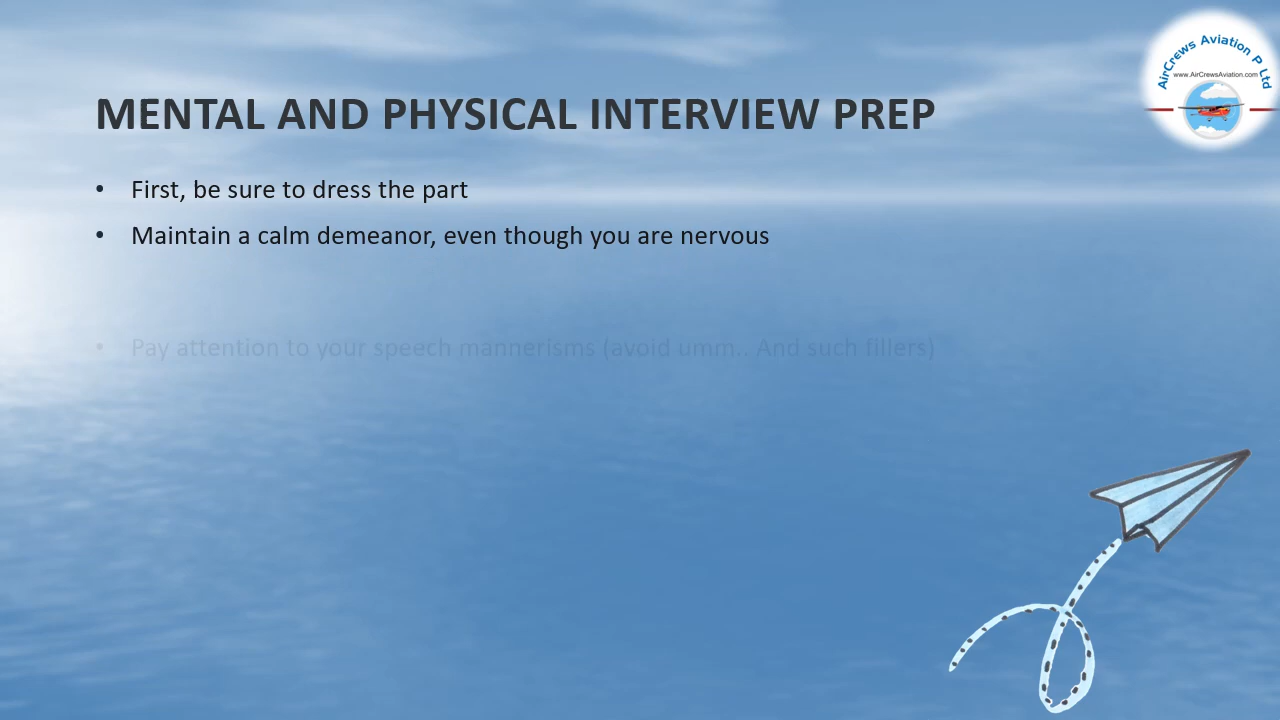 AirCrews Aviation P Ltd
www.AirCrewsAviation.com
MENTAL AND PHYSICAL INTERVIEW PREP
• First, be sure to dress the part
• Maintain a calm demeanor, even though you are nervous
• Pay attention to your speech mannerisms (avoid umm.. And such fillers)